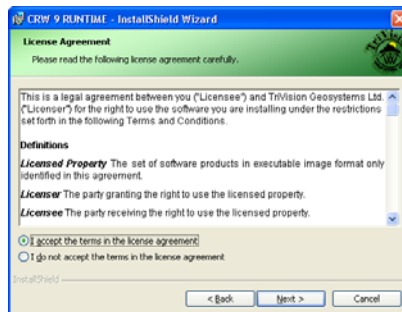 CRW 9 RUNTIME - InstallShield Wizard
License Agreement
Please read the following license agreement carefully.
This is a legal agreement between you ("Licensee") and TriVision Geosystems Ltd.
("Licenser") for the right to use the software you are installing under the restrictions
set forth in the following Terms and Conditions.
Definitions
Licensed Property The set of software products in executable image format only
identified in this agreement.
Licenser The party granting the right to use the licensed property.
Licensee The party receiving the right to use the licensed property.
I accept the terms in the license agreement
I do not accept the terms in the license agreement
InstallShield
< Back Next > Cancel